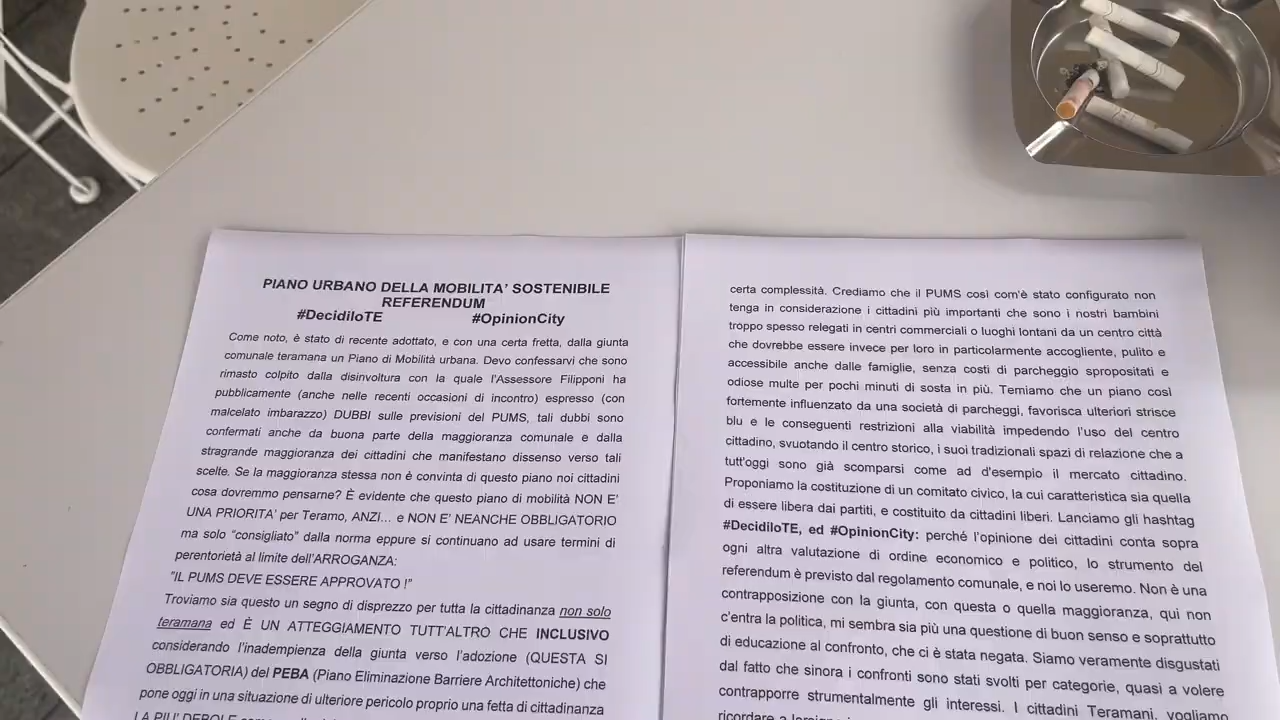 PIANO URBANO DELLA MOBILITA' SOSTENIBILE
REFERENDUM
#DecidiloTE #OpinionCity
Come noto, è stato di recente adottato, e con una certa fretta, dalla giunta
comunale teramana un Piano di Mobilità urbana. Devo confessarvi che sono
rimasto colpito dalla disinvoltura con la quale l'Assessore Filipponi ha
pubblicamente (anche nelle recenti occasioni di incontro) espresso (con
malcelato imbarazzo) DUBBI sulle previsioni del PUMS, tali dubbi sono
confermati anche da buona parte della maggioranza comunale e dalla
stragrande maggioranza dei cittadini che manifestano dissenso verso tali
scelte. Se la maggioranza stessa non è convinta di questo piano noi cittadini
cosa dovremmo pensarne? È evidente che questo piano di mobilità NON E'
UNA PRIORITA' per Teramo, ANZI... e NON E' NEANCHE OBBLIGATORIO
ma solo “consigliato” dalla norma eppure si continuano ad usare termini di
perentorietà al limite dell'ARROGANZA:
”IL PUMS DEVE ESSERE APPROVATO !”
Troviamo sia questo un segno di disprezzo per tutta la cittadinanza non solo
teramana ed È UN ATTEGGIAMENTO TUTT'ALTRO CHE INCLUSIVO
considerando l'inadempienza della giunta verso l'adozione (QUESTA SI
OBBLIGATORIA) del PEBA (Piano Eliminazione Barriere Architettoniche) che
pone oggi in una situazione di ulteriore pericolo proprio una fetta di cittadinanza
LA PIU' DEBOLE
certa complessità. Crediamo che il PUMS così com'è stato configurato non
tenga in considerazione i cittadini più importanti che sono i nostri bambini
troppo spesso relegati in centri commerciali o luoghi lontani da un centro città
che dovrebbe essere invece per loro in particolarmente accogliente, pulito e
accessibile anche dalle famiglie, senza costi di parcheggio spropositati e
odiose multe per pochi minuti di sosta in più. Temiamo che un piano così
fortemente influenzato da una società di parcheggi, favorisca ulteriori strisce
blu e le conseguenti restrizioni alla viabilità impedendo l'uso del centro
cittadino, svuotando il centro storico, i suoi tradizionali spazi di relazione che a
tutt'oggi sono già scomparsi come ad d'esempio il mercato cittadino.
Proponiamo la costituzione di un comitato civico, la cui caratteristica sia quella
di essere libera dai partiti, e costituito da cittadini liberi. Lanciamo gli hashtag
#DecidiloTE, ed #OpinionCity: perché l'opinione dei cittadini conta sopra
ogni altra valutazione di ordine economico e politico, lo strumento del
referendum è previsto dal regolamento comunale, e noi lo useremo. Non è una
contrapposizione con la giunta, con questa o quella maggioranza, qui non
c'entra la politica, mi sembra sia più una questione di buon senso e soprattutto
di educazione al confronto, che ci è stata negata. Siamo veramente disgustati
dal fatto che sinora i confronti sono stati svolti per categorie, quasi a volere
contrapporre strumentalmente gli interessi. I cittadini Teramani, vogliamo
ricordare a